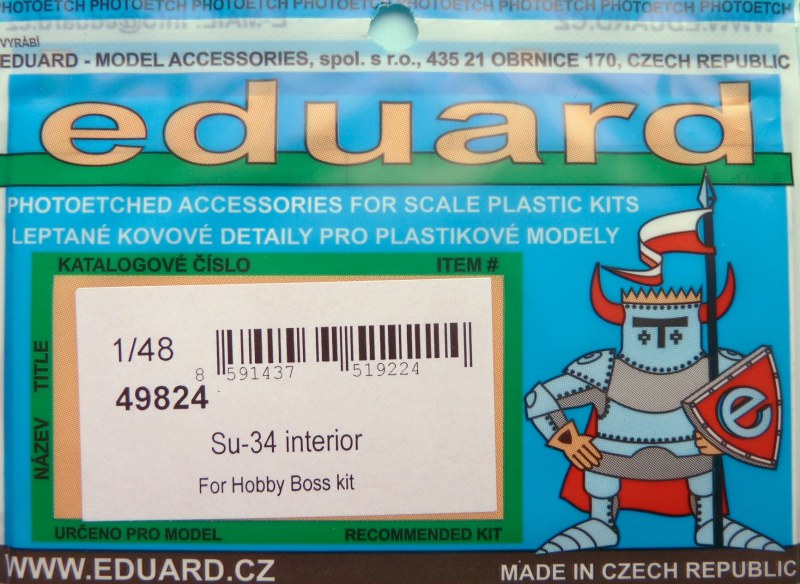 PHOTOETCH PHOTOETCH PHOTOETCH PHOTOETCH PHOTOETCH PHOTOETCH PHOTOETCH
VYRÁBÍ
EDUARD - MODEL ACCESSORIES, spol. s r.o., 435 21 OBRNICE 170, CZECH REPUBLIC
eduard
PHOTOETCHED ACCESSORIES FOR SCALE PLASTIC KITS
LEPTANÉ KOVOVÉ DETAILY PRO PLASTIKOVÉ MODELY
KATALOGOVÉ ČÍSLO ITEM #
NÁZEV TITLE
1/48
8 591437 519224
49824
Su-34 interior
For Hobby Boss kit
e
URČENO PRO MODEL RECOMMENDED KIT
WWW.EDUARD.CZ MADE IN CZECH REPUBLIC